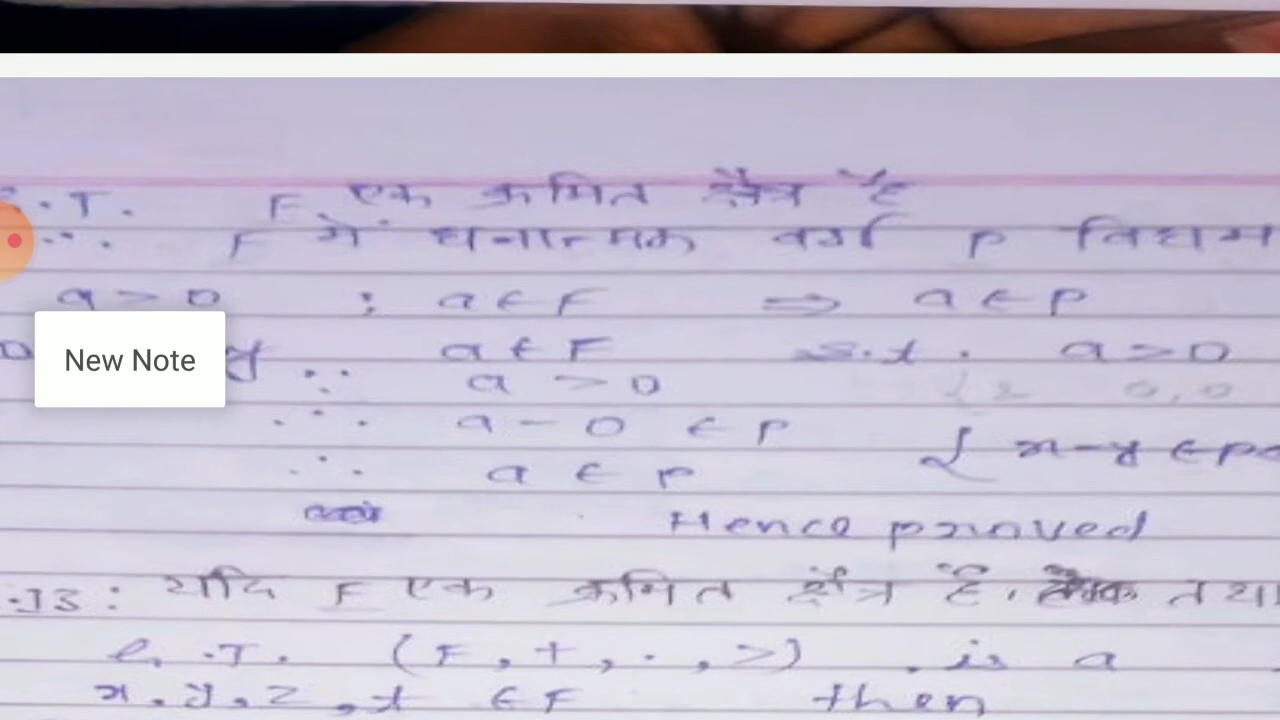 .T. F एक क्रमित क्षेत्र है
∴ F में धनात्मक वर्ग P विद्यम
a > 0 ; a ∈ F ⇒ a ∈ P
a ∈ F s.t. a > 0
New Note
∵ a > 0
∴ a - 0 ∈ P { x-y ∈ P
∴ a ∈ P
Hence proved
.I3 : यदि F एक क्रमित क्षेत्र है, तथा
L.T. (F, +, ., >) is a
x, y, z, t ∈ F then